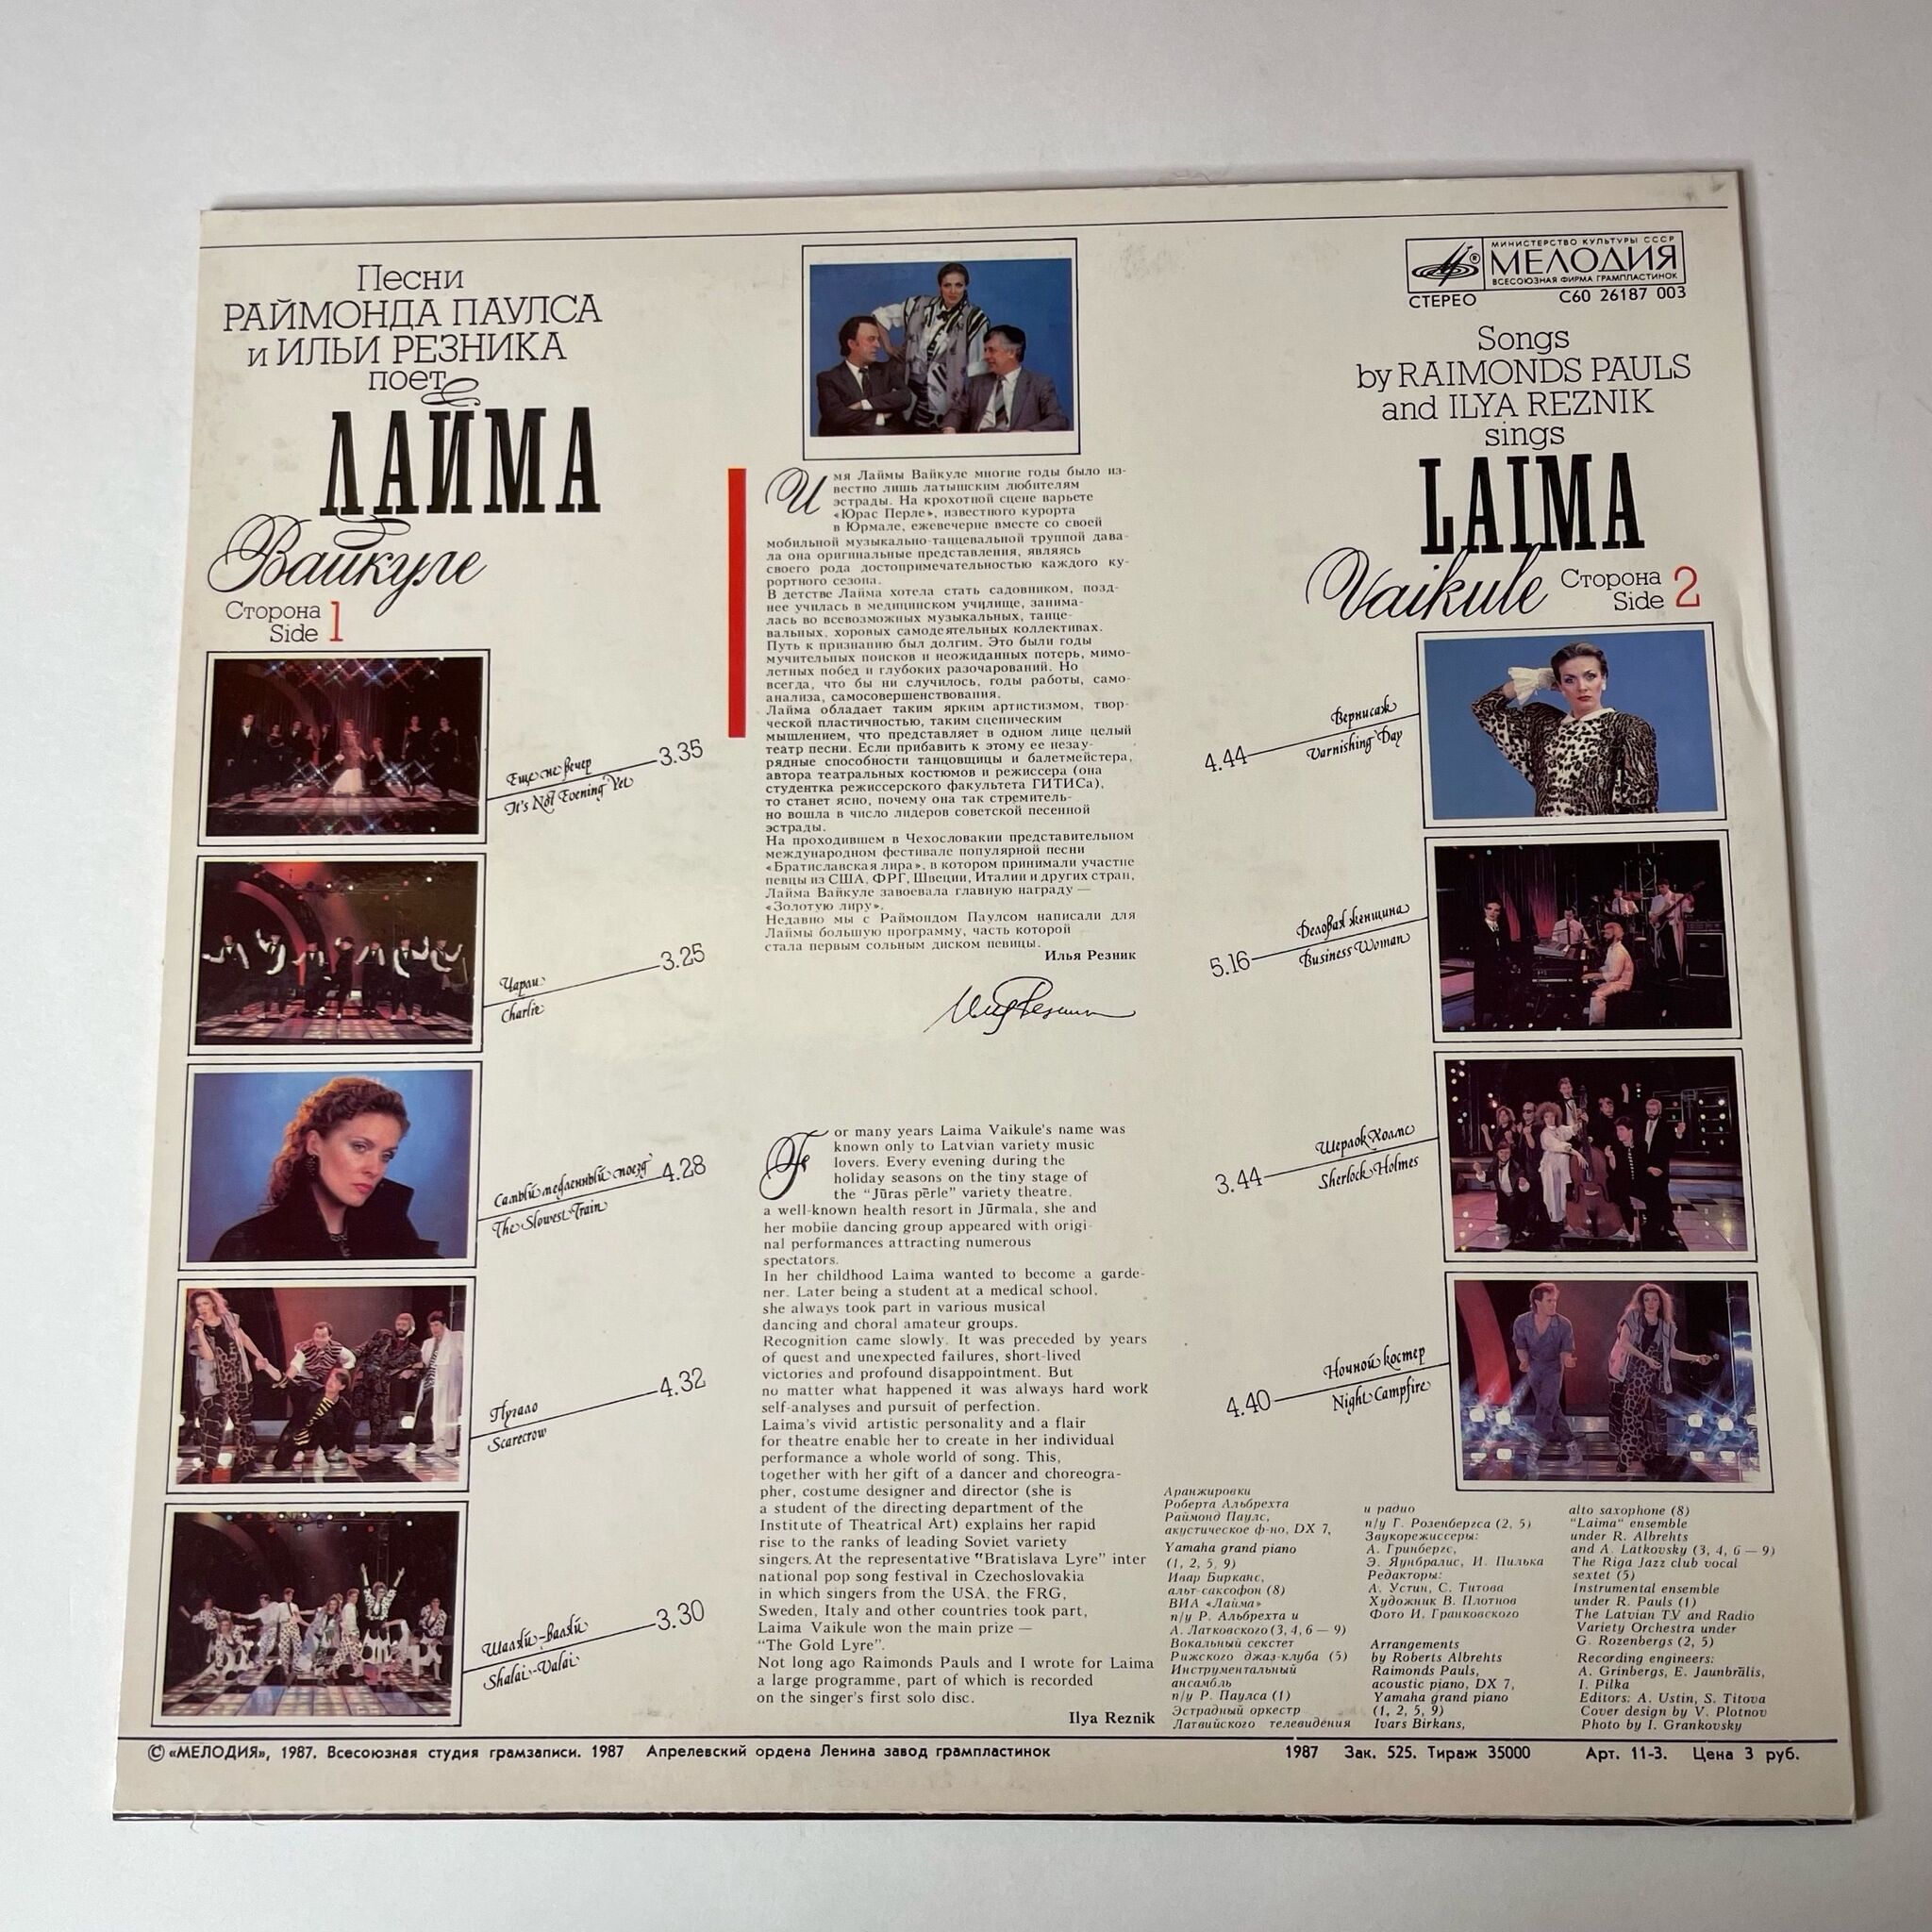 Песни
РАЙМОНДА ПАУЛСА
и ИЛЬИ РЕЗНИКА
поет
ЛАЙМА
Вайкуле
Сторона
Side 1
Еще не вечер
It's Not Evening Yet
3.35
Чарли
Charlie
3.25
Самый медленный поезд
The Slowest Train
4.28
Пугало
Scarecrow
4.32
Шаляй-валяй
Shalai-Valai
3.30
Имя Лаймы Вайкуле многие годы было из-
вестно лишь латышским любителям
эстрады. На крохотной сцене варьете
«Юрас Перле», известного курорта
в Юрмале, ежевечерне вместе со своей
мобильной музыкально-танцевальной труппой дава-
ла она оригинальные представления, являясь
своего рода достопримечательностью каждого ку-
рортного сезона.
В детстве Лайма хотела стать садовником, позд-
нее училась в медицинском училище, занима-
лась во всевозможных музыкальных, танце-
вальных, хоровых самодеятельных коллективах.
Путь к признанию был долгим. Это были годы
мучительных поисков и неожиданных потерь, мимо-
летных побед и глубоких разочарований. Но
всегда, что бы ни случилось, годы работы, само-
анализа, самосовершенствования.
Лайма обладает таким ярким артистизмом, твор-
ческой пластичностью, таким сценическим
мышлением, что представляет в одном лице целый
театр песни. Если прибавить к этому ее незау-
рядные способности танцовщицы и балетмейстера,
автора театральных костюмов и режиссера (она
студентка режиссерского факультета ГИТИСа),
то станет ясно, почему она так стремитель-
но вошла в число лидеров советской песенной
эстрады.
На проходившем в Чехословакии представительном
международном фестивале популярной песни
«Братиславская лира», в котором принимали участие
певцы из США, ФРГ, Швеции, Италии и других стран,
Лайма Вайкуле завоевала главную награду —
«Золотую лиру».
Недавно мы с Раймондом Паулсом написали для
Лаймы большую программу, часть которой
стала первым сольным диском певицы.
Илья Резник
For many years Laima Vaikule's name was
known only to Latvian variety music
lovers. Every evening during the
holiday seasons on the tiny stage of
the “Jūras pērle” variety theatre.
a well-known health resort in Jūrmala, she and
her mobile dancing group appeared with origi-
nal performances attracting numerous
spectators.
In her childhood Laima wanted to become a garde-
ner. Later being a student at a medical school,
she always took part in various musical
dancing and choral amateur groups.
Recognition came slowly. It was preceded by years
of quest and unexpected failures, short-lived
victories and profound disappointment. But
no matter what happened it was always hard work
self-analyses and pursuit of perfection.
Laima's vivid artistic personality and a flair
for theatre enable her to create in her individual
performance a whole world of song. This,
together with her gift of a dancer and choreogra-
pher, costume designer and director (she is
a student of the directing department of the
Institute of Theatrical Art) explains her rapid
rise to the ranks of leading Soviet variety
singers. At the representative “Bratislava Lyre” inter
national pop song festival in Czechoslovakia
in which singers from the USA, the FRG,
Sweden, Italy and other countries took part,
Laima Vaikule won the main prize —
“The Gold Lyre”.
Not long ago Raimonds Pauls and I wrote for Laima
a large programme, part of which is recorded
on the singer's first solo disc.
Ilya Reznik
МИНИСТЕРСТВО КУЛЬТУРЫ СССР
МЕЛОДИЯ
ВСЕСОЮЗНАЯ ФИРМА ГРАМПЛАСТИНОК
СТЕРЕО С60 26187 003
Songs
by RAIMONDS PAULS
and ILYA REZNIK
sings
LAIMA
Vaikule
Сторона
Side 2
Вернисаж
Varnishing Day
4.44
Деловая женщина
Business Woman
5.16
Шерлок Холмс
Sherlock Holmes
3.44
Ночной костер
Night Campfire
4.40
Аранжировки
Роберта Альбрехта
Раймонд Паулс,
акустическое ф-но, DX 7,
Yamaha grand piano
(1, 2, 5, 9)
Ивар Бирканс,
альт-саксофон (8)
ВИА «Лайма»
п/у Р. Альбрехта и
А. Латковского (3, 4, 6 — 9)
Вокальный секстет
Рижского джаз-клуба (5)
Инструментальный
ансамбль
п/у Р. Паулса (1)
Эстрадный оркестр
Латвийского телевидения
и радио
п/у Г. Розенбергса (2, 5)
Звукорежиссеры:
А. Гринбергс,
Э. Яунбралис, И. Пилька
Редакторы:
А. Устин, С. Титова
Художник В. Плотнов
Фото И. Гранковского
Arrangements
by Roberts Albrehts
Raimonds Pauls,
acoustic piano, DX 7,
Yamaha grand piano
(1, 2, 5, 9)
Ivars Birkans,
alto saxophone (8)
“Laima” ensemble
under R. Albrehts
and A. Latkovsky (3, 4, 6 — 9)
The Riga Jazz club vocal
sextet (5)
Instrumental ensemble
under R. Pauls (1)
The Latvian TV and Radio
Variety Orchestra under
G. Rozenbergs (2, 5)
Recording engineers:
A. Grinbergs, E. Jaunbrālis,
I. Pilka
Editors: A. Ustin, S. Titova
Cover design by V. Plotnov
Photo by I. Grankovsky
© «МЕЛОДИЯ», 1987. Всесоюзная студия грамзаписи. 1987 Апрелевский ордена Ленина завод грампластинок 1987 Зак. 525. Тираж 35000 Арт. 11-3. Цена 3 руб.